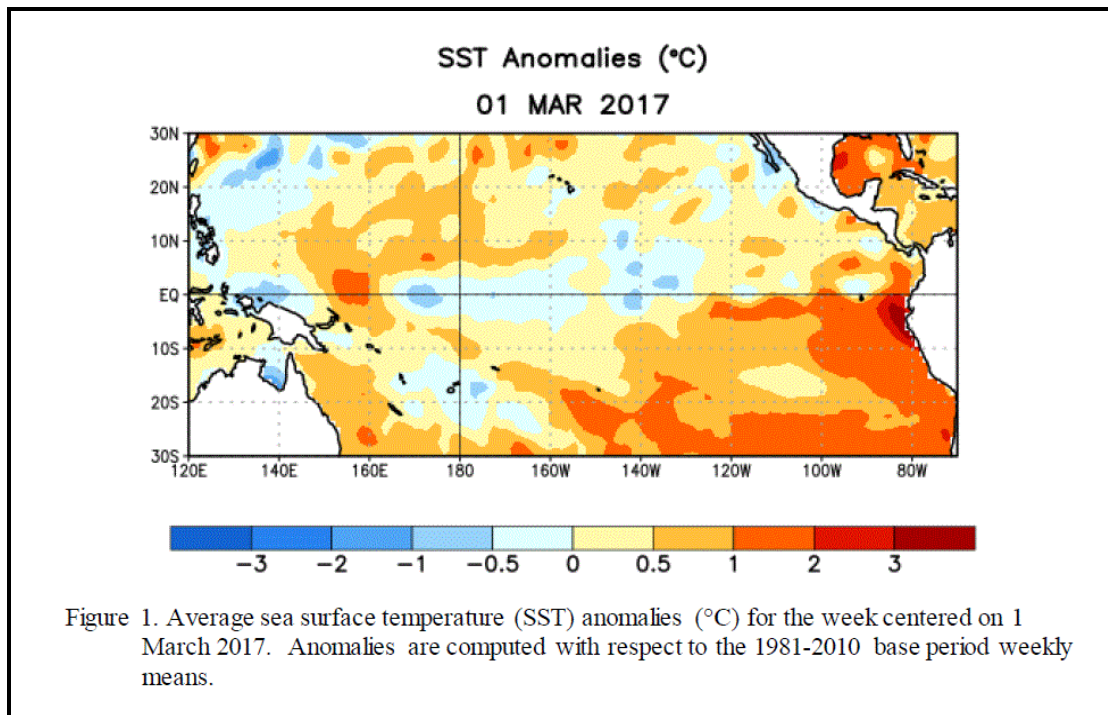 SST Anomalies (°C)
01 MAR 2017
30N
20N
10N
EQ
10S
20S
30S
120E 140E 160E 180 160W 140W 120W 100W 80W
-3 -2 -1 -0.5 0 0.5 1 2 3
Figure 1. Average sea surface temperature (SST) anomalies (°C) for the week centered on 1
March 2017. Anomalies are computed with respect to the 1981-2010 base period weekly
means.